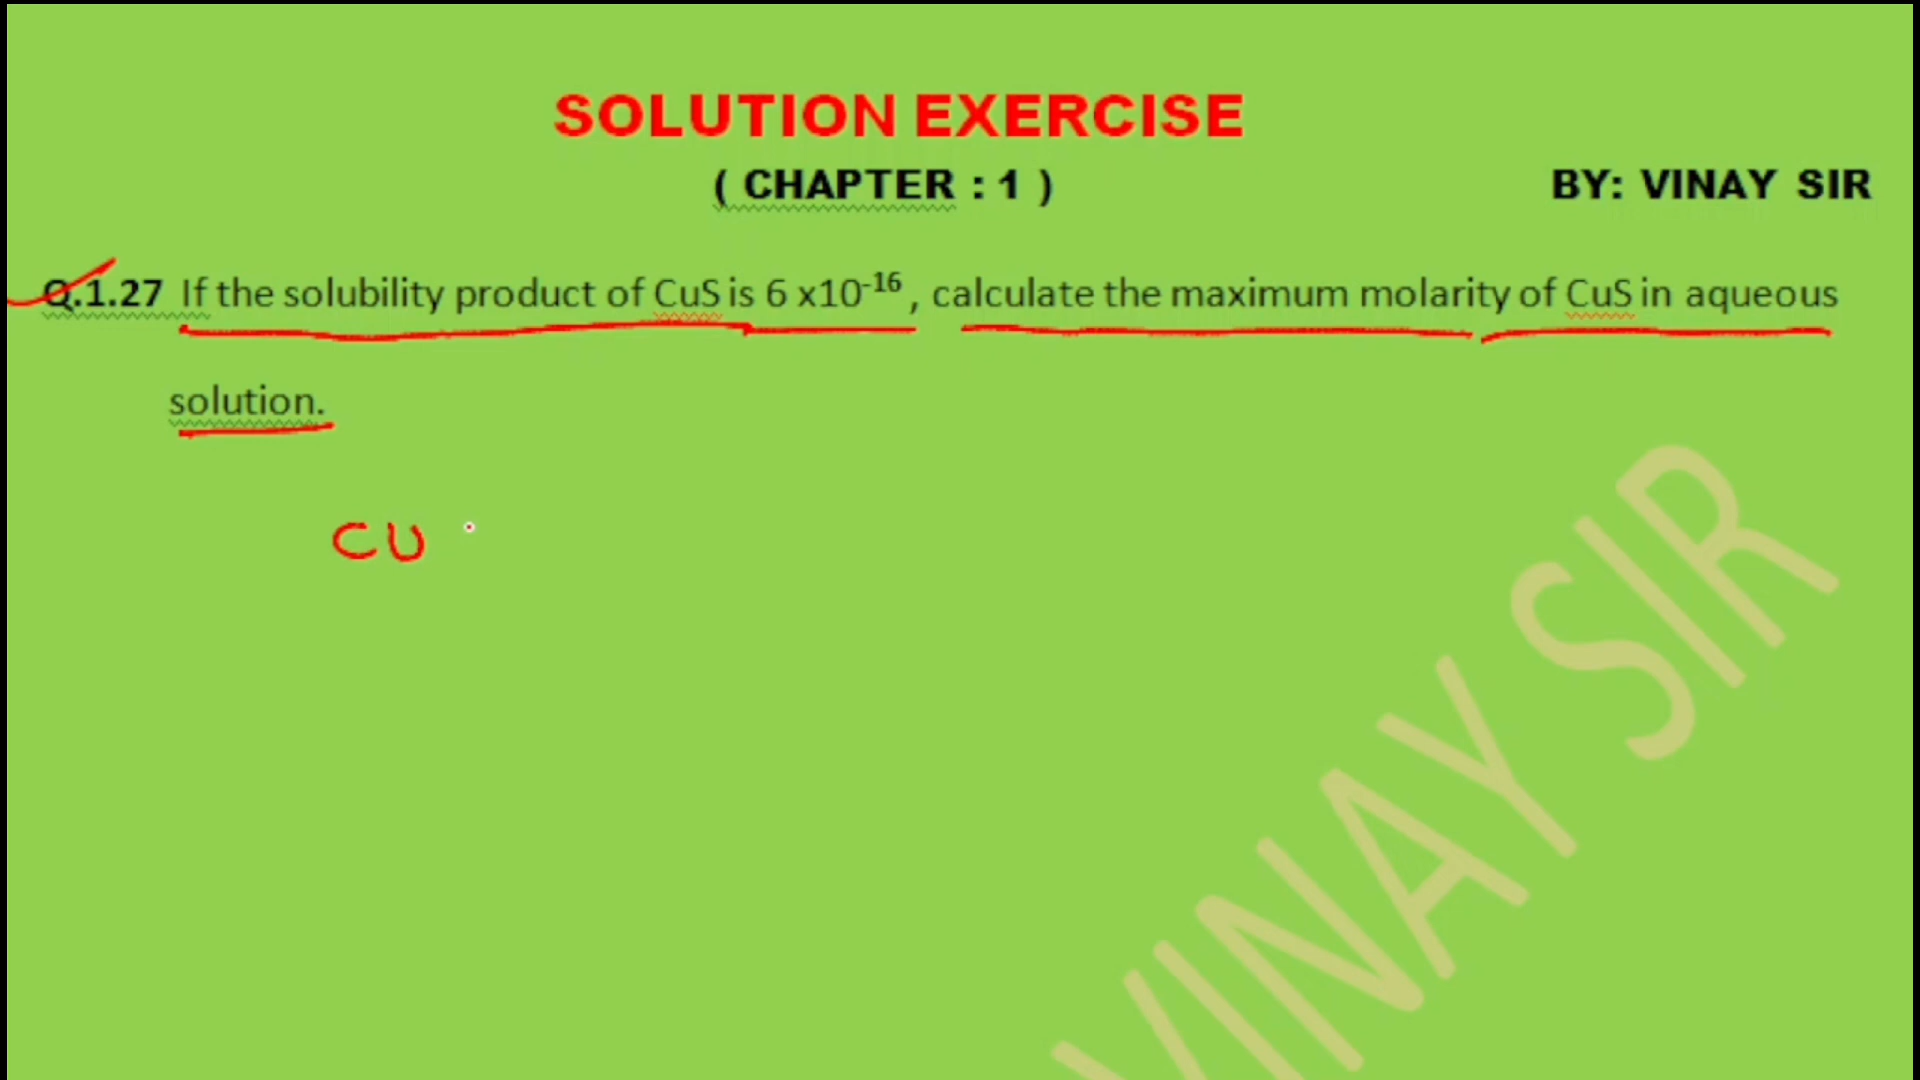 SOLUTION EXERCISE
( CHAPTER : 1 )
BY: VINAY SIR
Q.1.27 If the solubility product of CuS is 6 x10⁻¹⁶ , calculate the maximum molarity of CuS in aqueous
solution.
CU
VINAY SIR